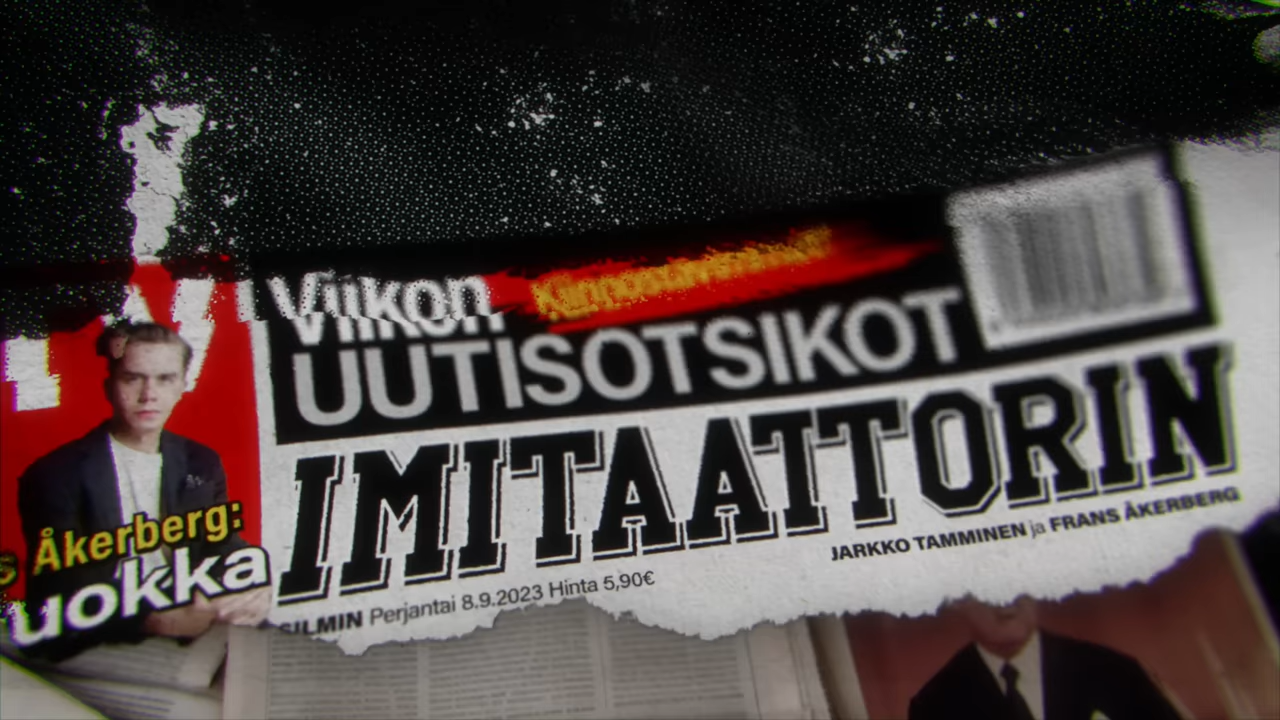 Viikon
UUTISOTSIKOT
IMITAATTORIN
JARKKO TAMMINEN ja FRANS ÅKERBERG
Perjantai 8.9.2023 Hinta 5,90€
Åkerberg:
uokka